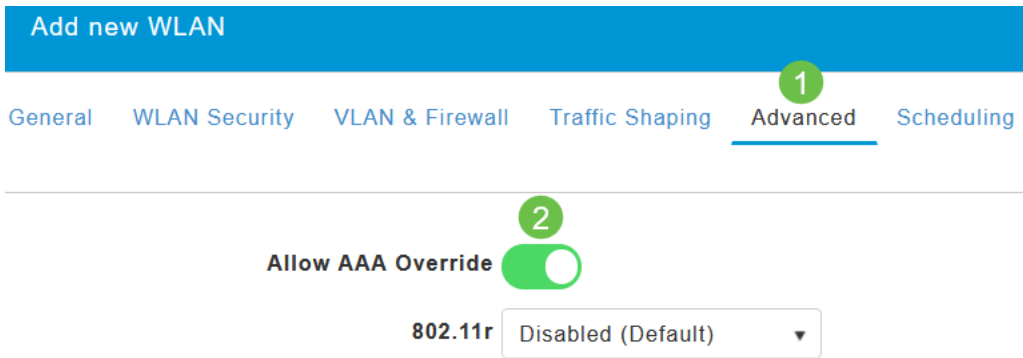 Add new WLAN
1
General WLAN Security VLAN & Firewall Traffic Shaping Advanced Scheduling
2
Allow AAA Override
802.11r Disabled (Default)